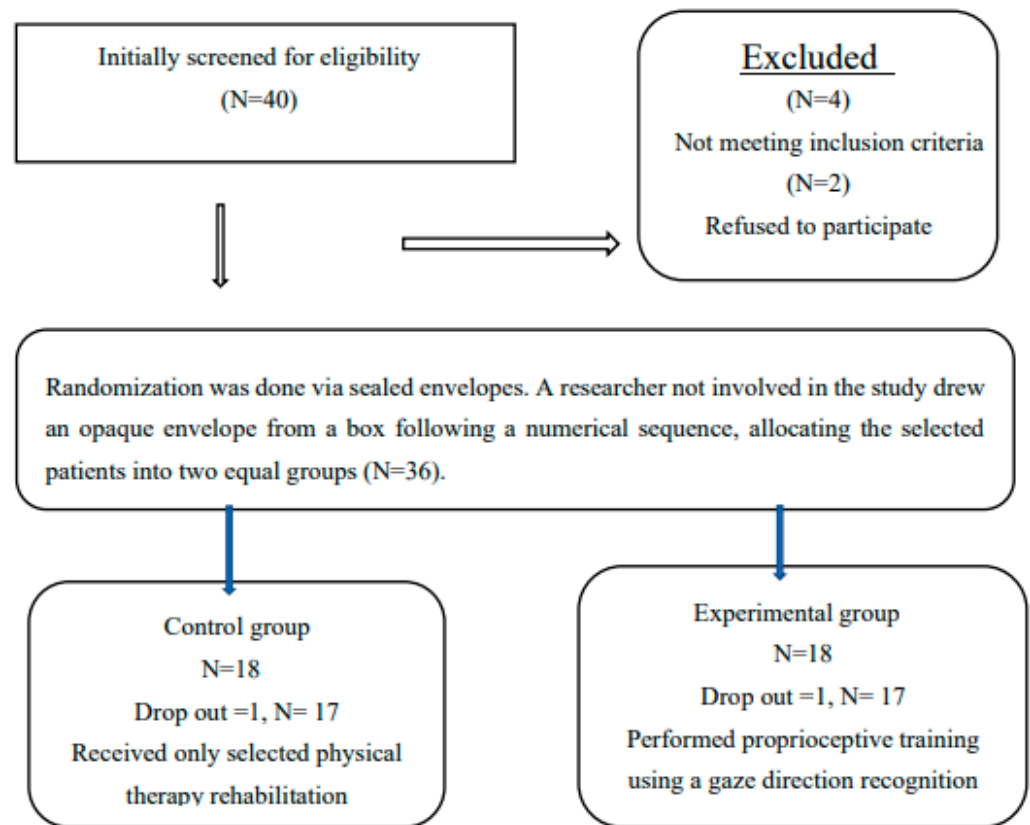 Initially screened for eligibility
(N=40)
Excluded
(N=4)
Not meeting inclusion criteria
(N=2)
Refused to participate
Randomization was done via sealed envelopes. A researcher not involved in the study drew
an opaque envelope from a box following a numerical sequence, allocating the selected
patients into two equal groups (N=36).
Control group
N=18
Drop out =1, N= 17
Received only selected physical
therapy rehabilitation
Experimental group
N=18
Drop out =1, N= 17
Performed proprioceptive training
using a gaze direction recognition